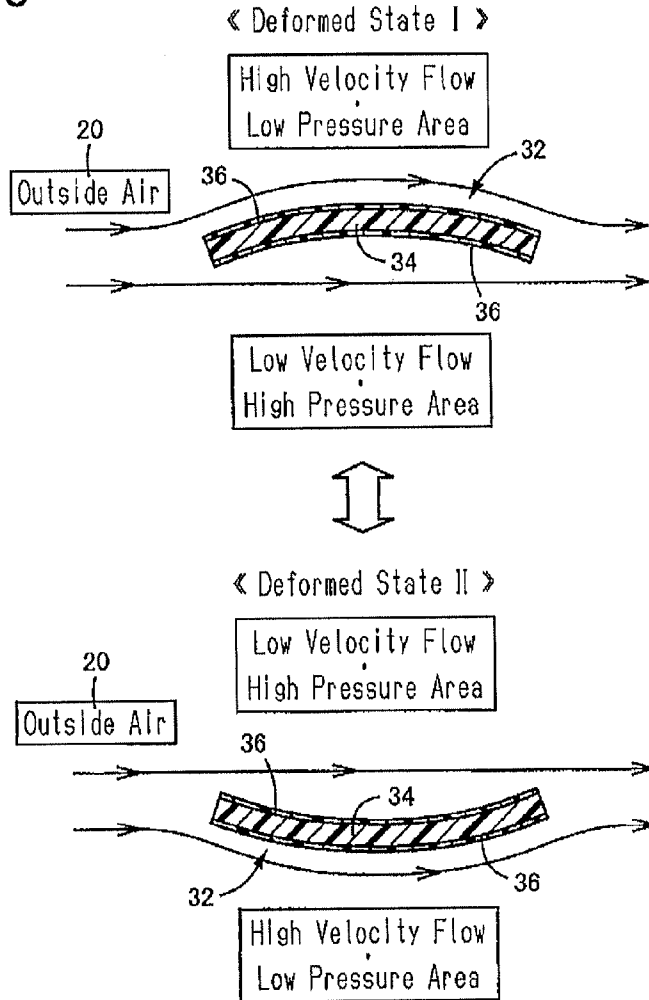 《 Deformed State I 》
High Velocity Flow
·
Low Pressure Area
20
Outside Air
36
32
34
36
Low Velocity Flow
·
High Pressure Area
《 Deformed State II 》
Low Velocity Flow
·
High Pressure Area
20
Outside Air
36
34
32
36
High Velocity Flow
·
Low Pressure Area